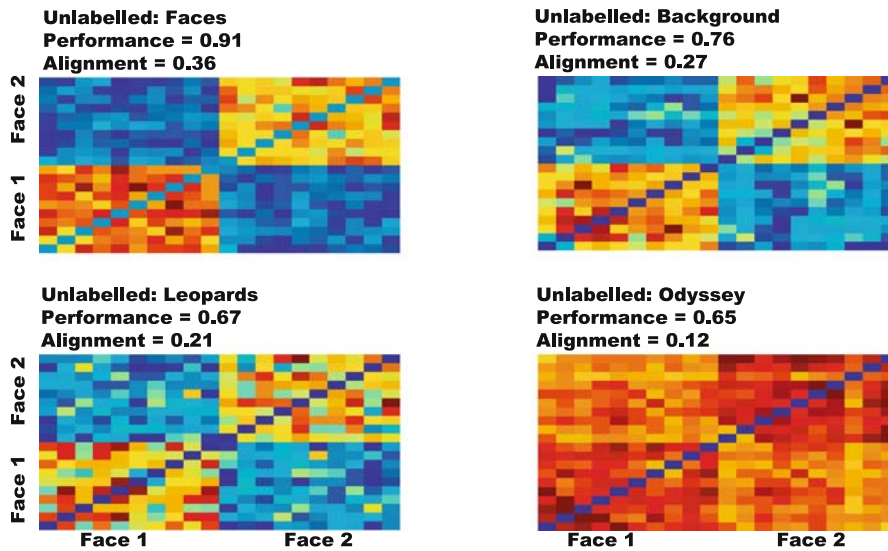 Unlabelled: Faces
Performance = 0.91
Alignment = 0.36
Unlabelled: Background
Performance = 0.76
Alignment = 0.27
Face 2
Face 1
Unlabelled: Leopards
Performance = 0.67
Alignment = 0.21
Unlabelled: Odyssey
Performance = 0.65
Alignment = 0.12
Face 2
Face 1
Face 1
Face 2
Face 1
Face 2